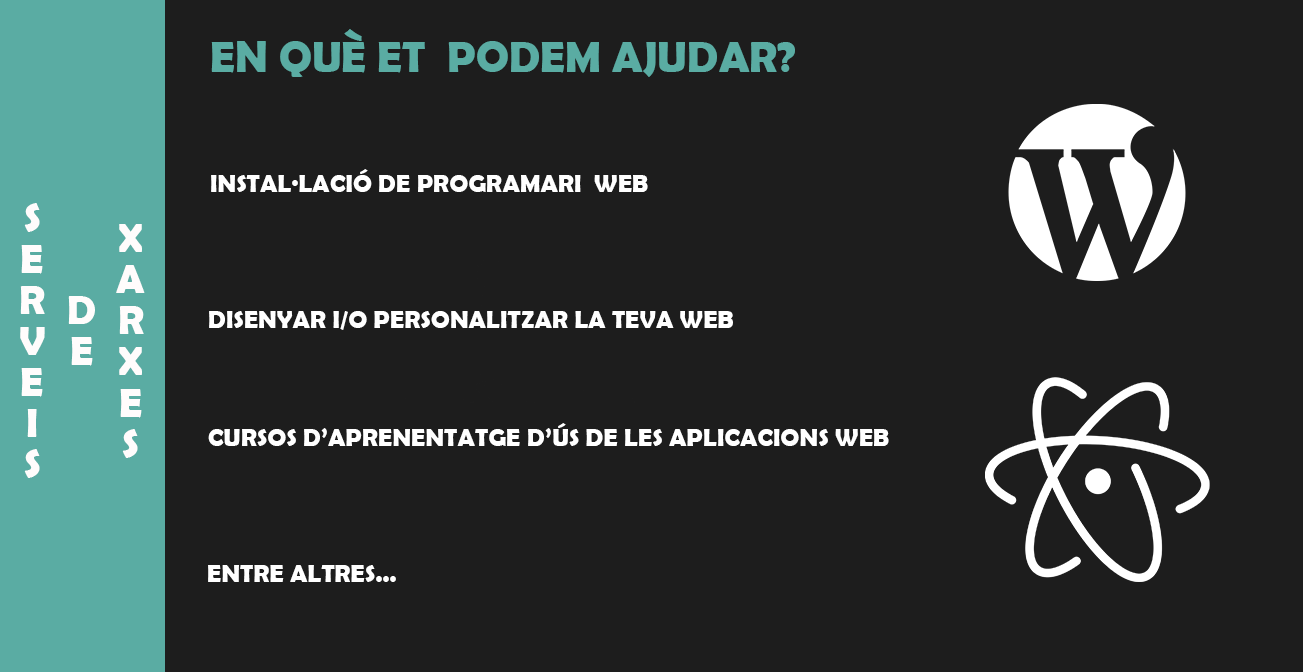 SERVEIS
DE
XARXES
EN QUÈ ET PODEM AJUDAR?
INSTAL·LACIÓ DE PROGRAMARI WEB
DISENYAR I/O PERSONALITZAR LA TEVA WEB
CURSOS D’APRENENTATGE D’ÚS DE LES APLICACIONS WEB
ENTRE ALTRES...